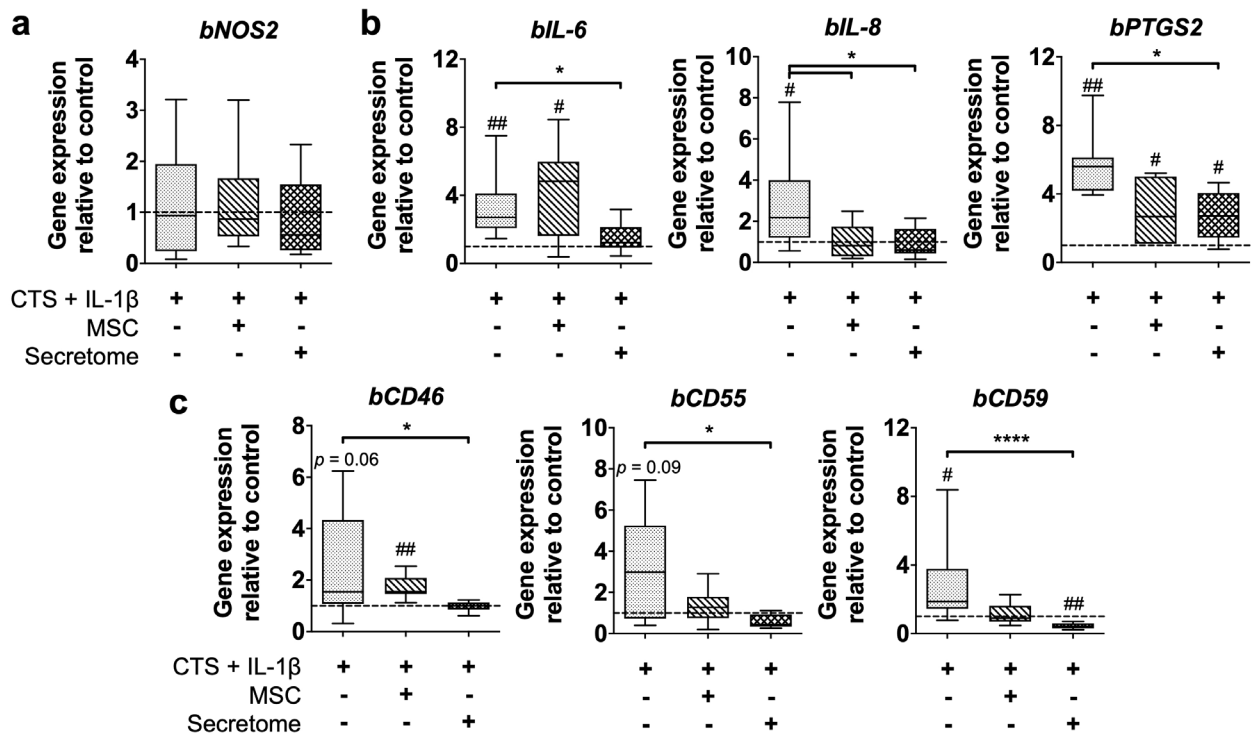 a
bNOS2
Gene expression
relative to control
4
3
2
1
0
b
bIL-6
Gene expression
relative to control
12
8
4
0
*
##
#
bIL-8
Gene expression
relative to control
10
8
6
4
2
0
*
#
bPTGS2
Gene expression
relative to control
12
8
4
0
*
##
#
#
CTS + IL-1β + + + + + + + + + + + +
MSC - + - - + - - + - - + -
Secretome - - + - - + - - + - - +
c
bCD46
Gene expression
relative to control
8
6
4
2
0
*
p = 0.06
##
bCD55
Gene expression
relative to control
10
8
6
4
2
0
*
p = 0.09
bCD59
Gene expression
relative to control
12
8
4
0
****
#
##
CTS + IL-1β + + + + + + + + +
MSC - + - - + - - + -
Secretome - - + - - + - - +